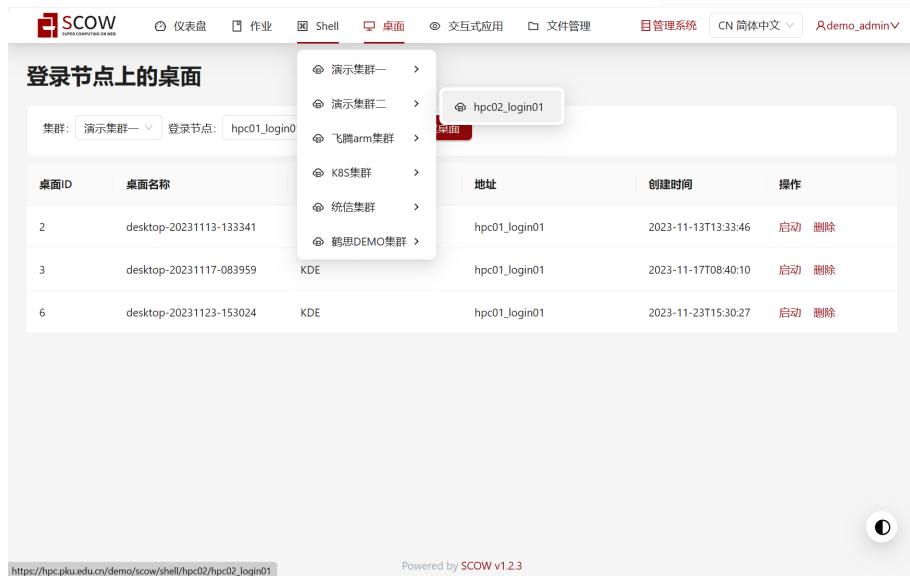 SCOW
SUPER COMPUTING ON WEB
仪表盘 作业 Shell 桌面 交互式应用 文件管理 管理系统 CN 简体中文 demo_admin
登录节点上的桌面
演示集群一
演示集群二
飞腾arm集群
K8S集群
统信集群
鹤思DEMO集群
hpc02_login01
集群: 演示集群一 登录节点: hpc01_login0
桌面ID 桌面名称 地址 创建时间 操作
2 desktop-20231113-133341 hpc01_login01 2023-11-13T13:33:46 启动 删除
3 desktop-20231117-083959 KDE hpc01_login01 2023-11-17T08:40:10 启动 删除
6 desktop-20231123-153024 KDE hpc01_login01 2023-11-23T15:30:27 启动 删除
Powered by SCOW v1.2.3
https://hpc.pku.edu.cn/demo/scow/shell/hpc02/hpc02_login01